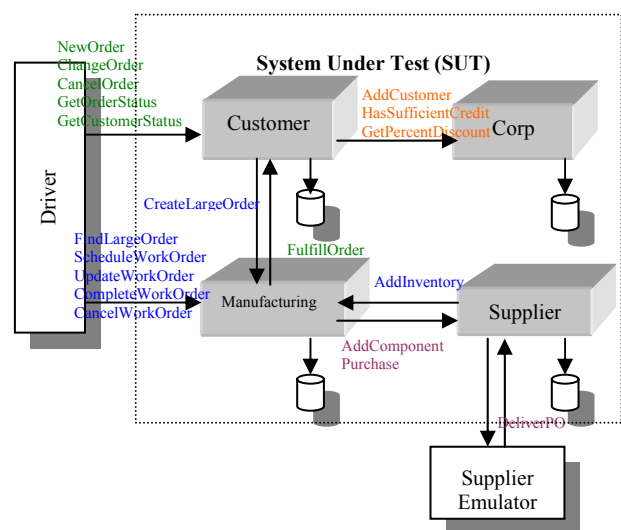 NewOrder
ChangeOrder
CancelOrder
GetOrderStatus
GetCustomerStatus
System Under Test (SUT)
Customer
AddCustomer
HasSufficientCredit
GetPercentDiscount
Corp
Driver
CreateLargeOrder
FindLargeOrder
ScheduleWorkOrder
UpdateWorkOrder
CompleteWorkOrder
CancelWorkOrder
FulfillOrder
Manufacturing
AddInventory
Supplier
AddComponent
Purchase
DeliverPO
Supplier
Emulator